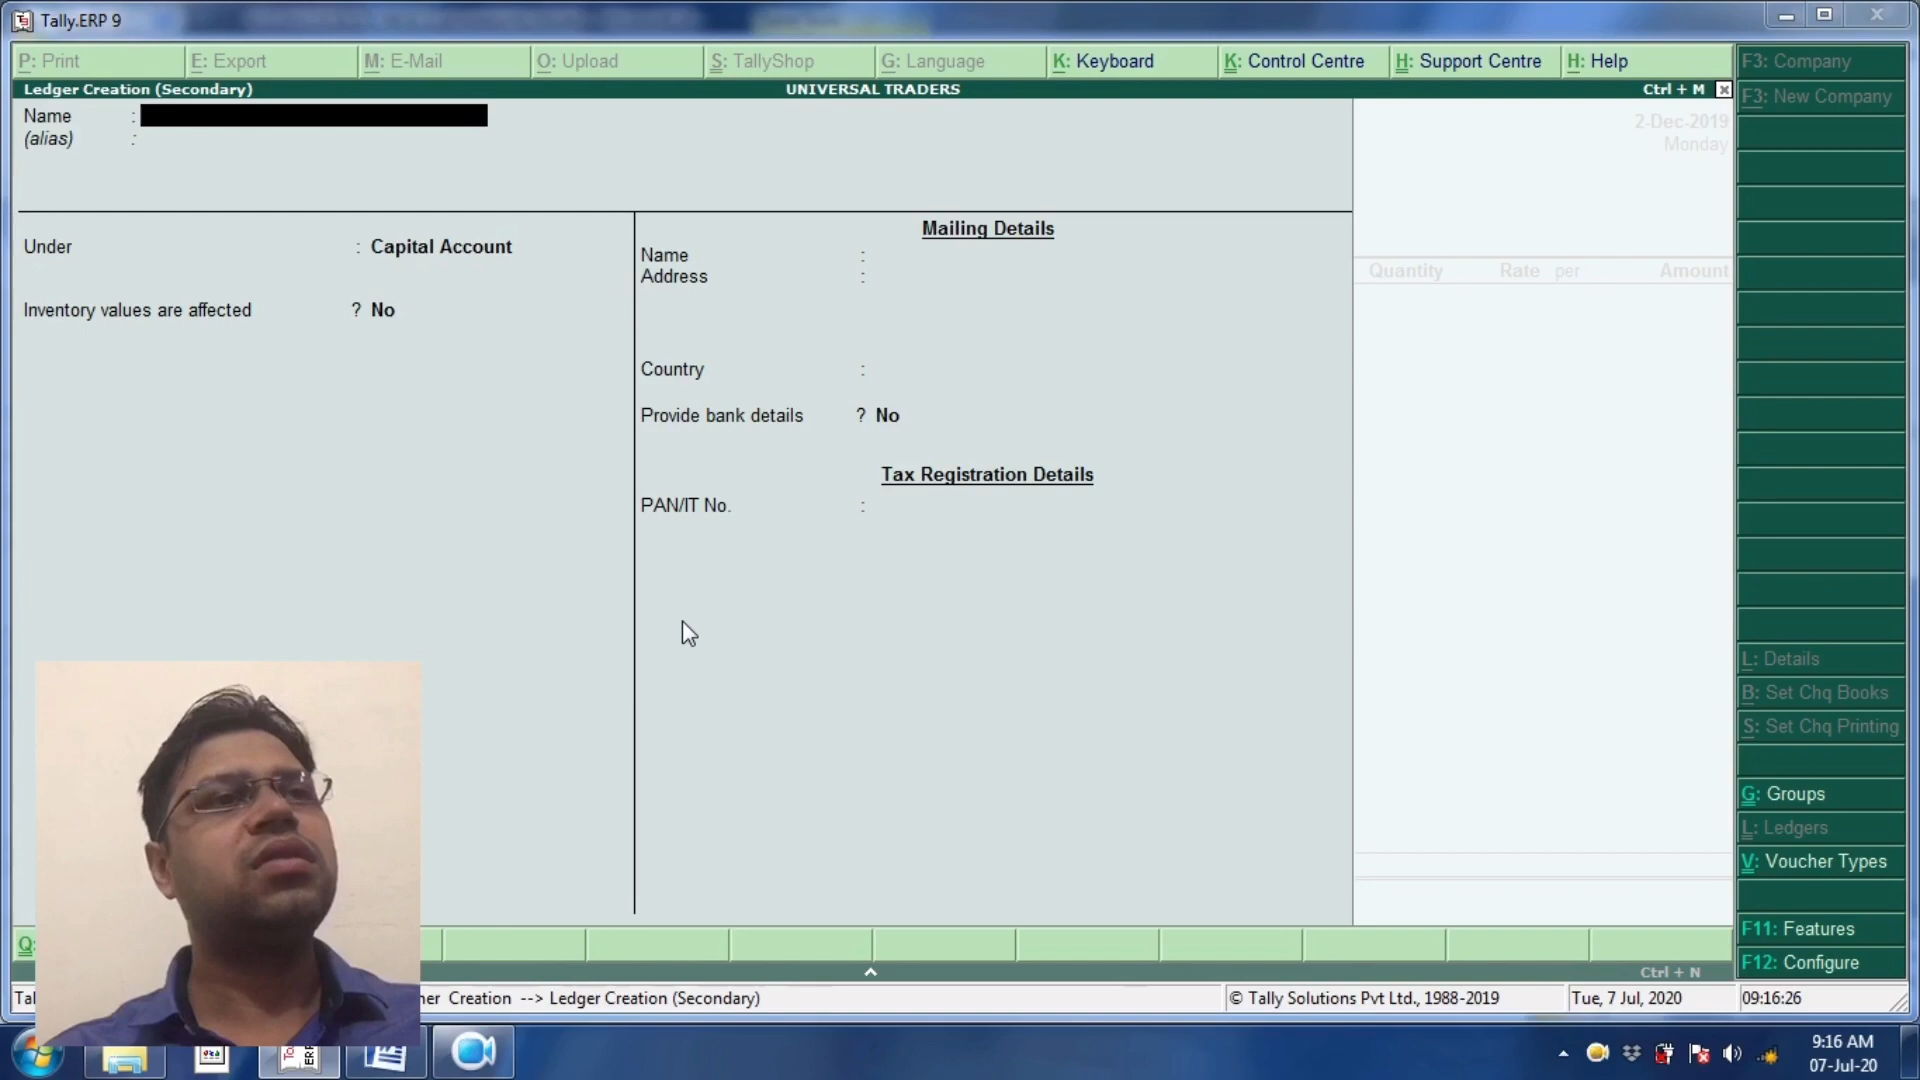 Tally.ERP 9
P: Print E: Export M: E-Mail O: Upload S: TallyShop G: Language K: Keyboard K: Control Centre H: Support Centre H: Help
F3: Company
Ledger Creation (Secondary) UNIVERSAL TRADERS Ctrl + M
F3: New Company
Name :
(alias) :
2-Dec-2019
Monday
Under : Capital Account
Inventory values are affected ? No
Mailing Details
Name :
Address :
Country :
Provide bank details ? No
Tax Registration Details
PAN/IT No. :
Quantity Rate per Amount
L: Details
B: Set Chq Books
S: Set Chq Printing
G: Groups
L: Ledgers
V: Voucher Types
F11: Features
F12: Configure
Q:
Ctrl + N
Creation --> Ledger Creation (Secondary) © Tally Solutions Pvt Ltd., 1988-2019 Tue, 7 Jul, 2020 09:16:26
9:16 AM
07-Jul-20